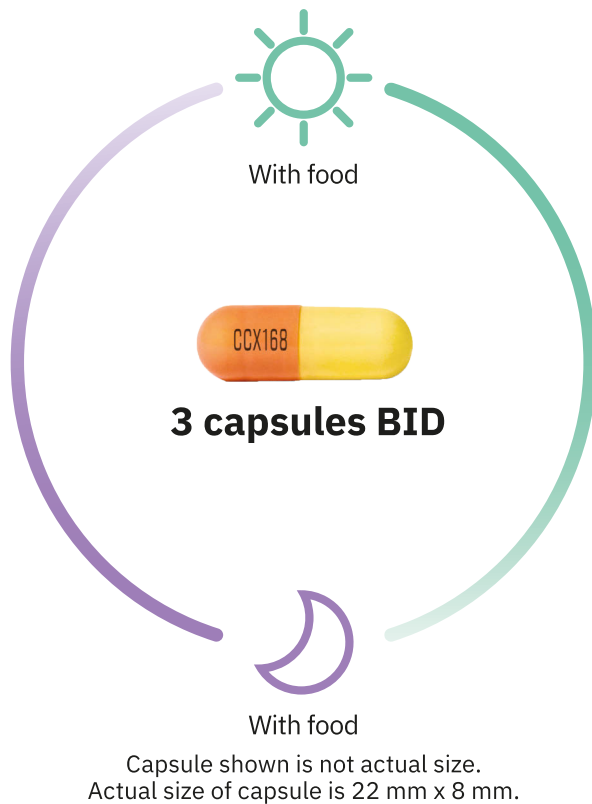 With food
CCX168
3 capsules BID
With food
Capsule shown is not actual size.
Actual size of capsule is 22 mm x 8 mm.